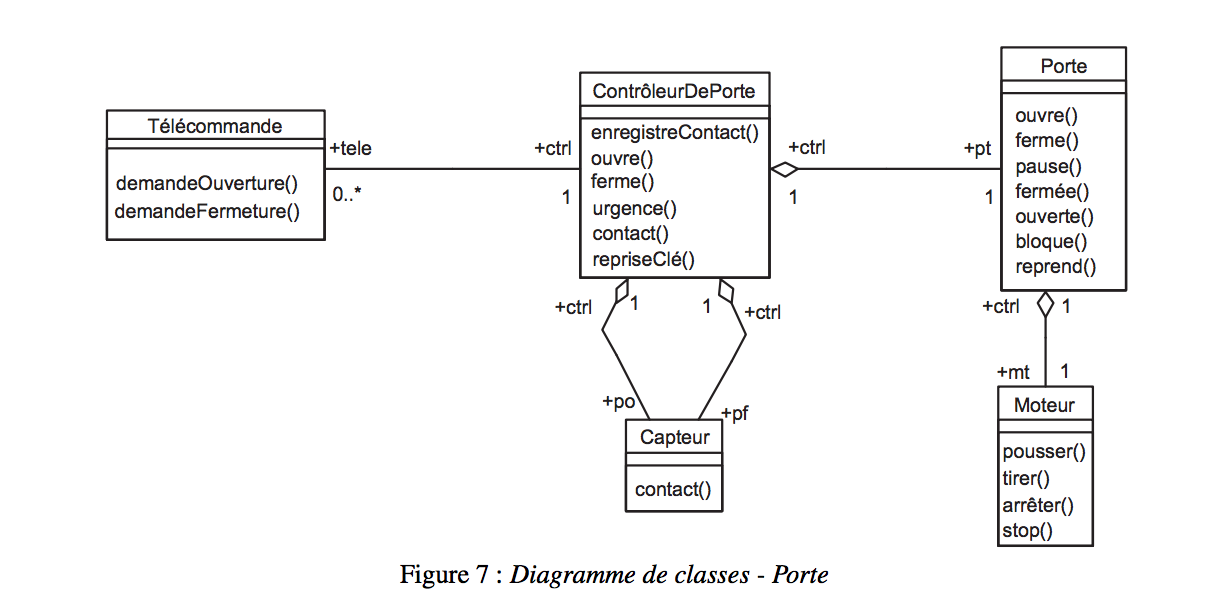 Télécommande
demandeOuverture()
demandeFermeture()
+tele
0..*
+ctrl
1
ContrôleurDePorte
enregistreContact()
ouvre()
ferme()
urgence()
contact()
repriseClé()
+ctrl
1
+pt
1
Porte
ouvre()
ferme()
pause()
fermée()
ouverte()
bloque()
reprend()
+ctrl
1
1
+ctrl
+po
+pf
Capteur
contact()
+ctrl
1
+mt
1
Moteur
pousser()
tirer()
arrêter()
stop()
Figure 7 : Diagramme de classes - Porte